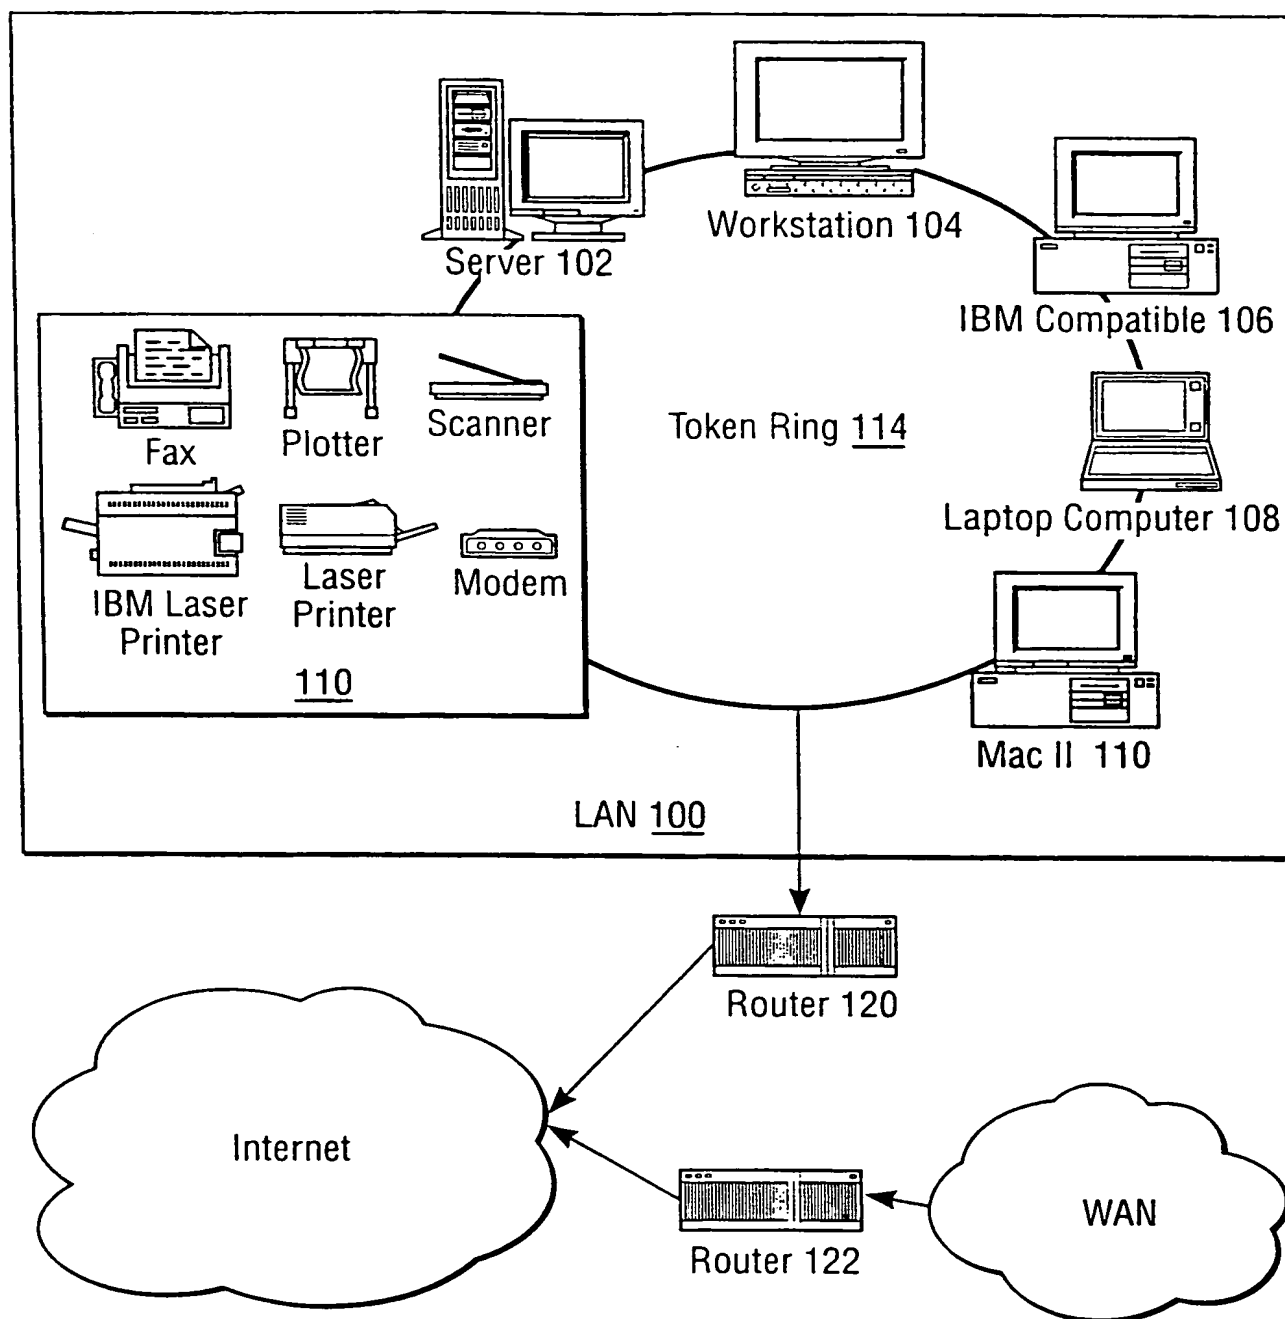 Workstation 104
Server 102
IBM Compatible 106
Fax
Plotter
Scanner
Token Ring 114
IBM Laser
Printer
Laser
Printer
Modem
Laptop Computer 108
110
Mac II 110
LAN 100
Router 120
Internet
WAN
Router 122